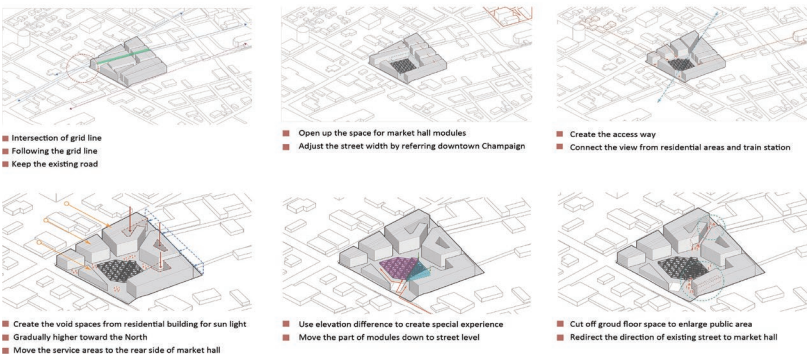 Intersection of grid line
Following the grid line
Keep the existing road
Open up the space for market hall modules
Adjust the street width by referring downtown Champaign
Create the access way
Connect the view from residential areas and train station
Create the void spaces from residential building for sun light
Gradually higher toward the North
Move the service areas to the rear side of market hall
Use elevation difference to create special experience
Move the part of modules down to street level
Cut off groud floor space to enlarge public area
Redirect the direction of existing street to market hall